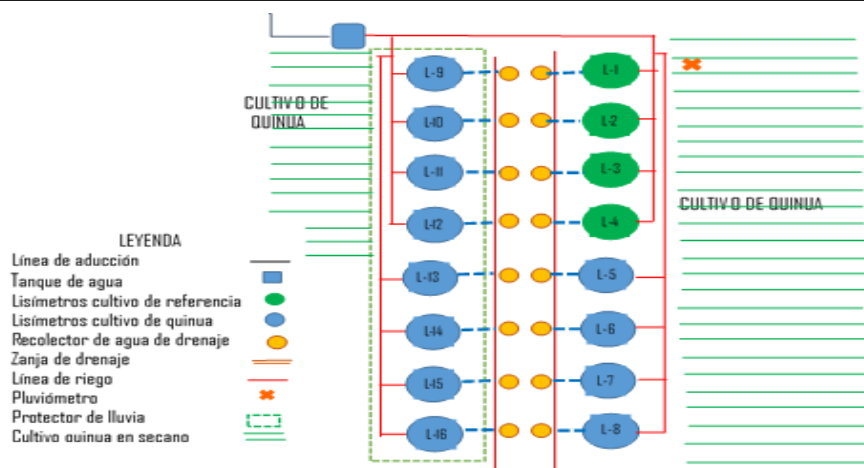 L-9
L-1
CULTIVO DE
QUINUA
L-10
L-2
L-11
L-3
CULTIVO DE QUINUA
L-12
L-4
LEYENDA
Línea de aducción
Tanque de agua
Lisímetros cultivo de referencia
Lisímetros cultivo de quinua
Recolector de agua de drenaje
Zanja de drenaje
Línea de riego
Pluviómetro
Protector de lluvia
Cultivo quinua en secano
L-13
L-5
L-14
L-6
L-15
L-7
L-16
L-8